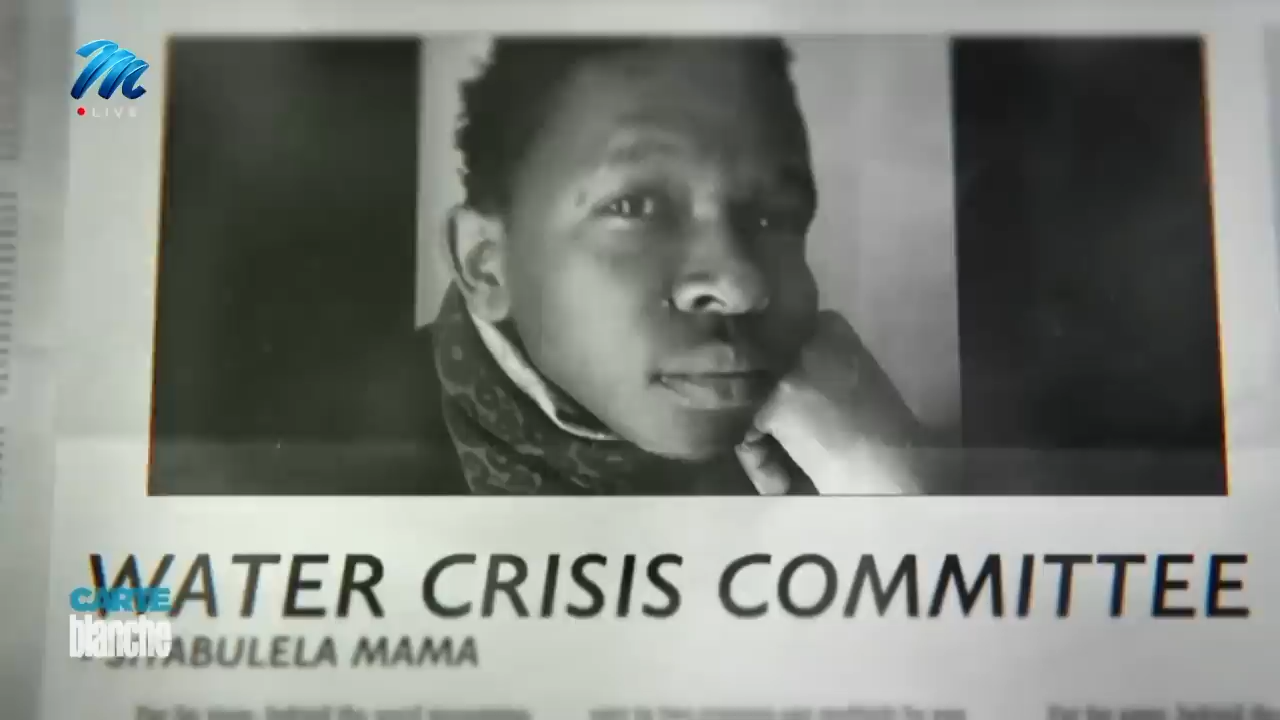 M
LIVE
WATER CRISIS COMMITTEE
CARTE
blanche
SIYABULELA MAMA